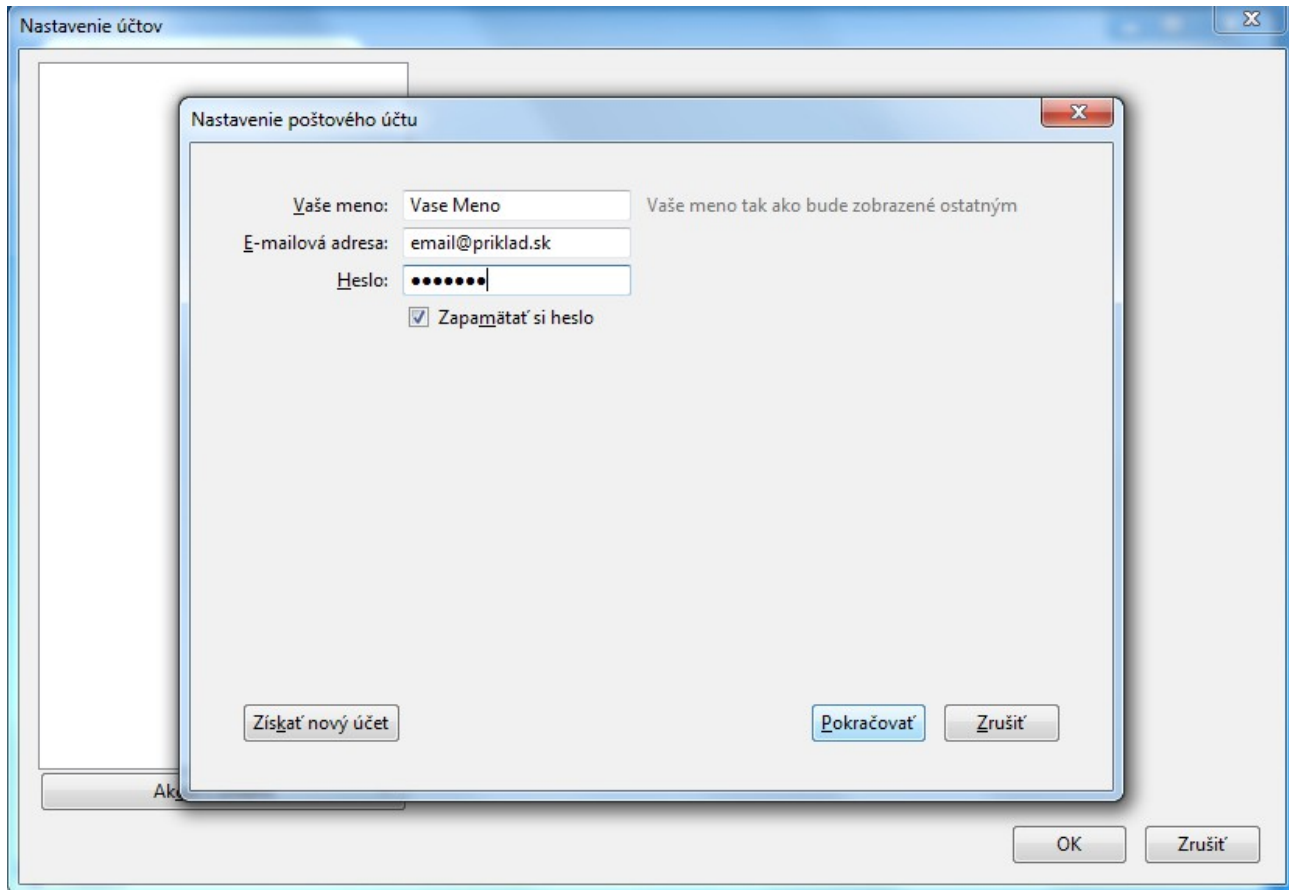 Nastavenie účtov
Nastavenie poštového účtu
Vaše meno: Vase Meno Vaše meno tak ako bude zobrazené ostatným
E-mailová adresa: email@priklad.sk
Heslo: •••••••
Zapamätať si heslo
Získať nový účet Pokračovať Zrušiť
OK Zrušiť